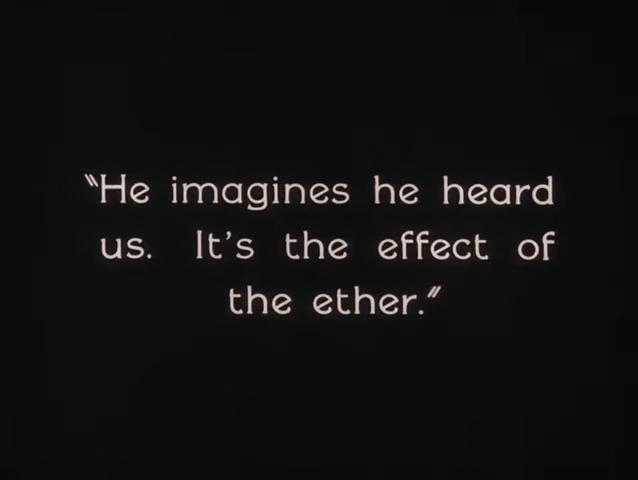 "He imagines he heard
us. It's the effect of
the ether."